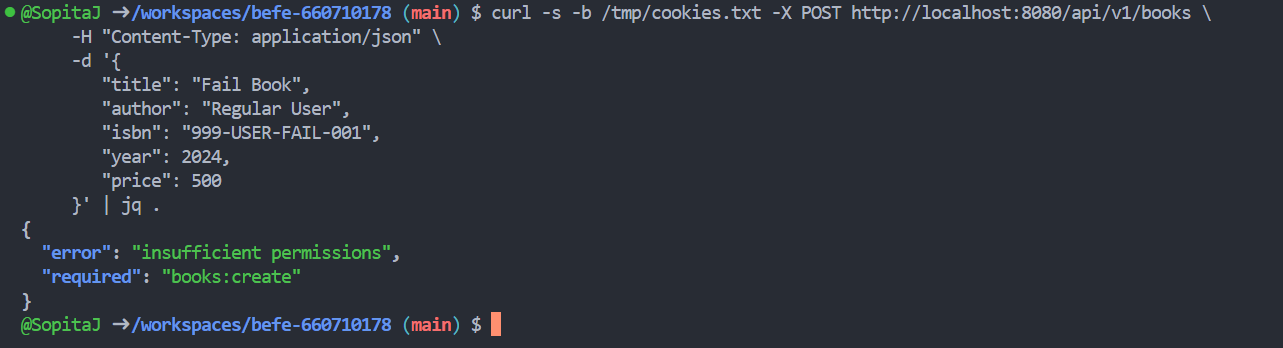 @SopitaJ ➜/workspaces/befe-660710178 (main) $ curl -s -b /tmp/cookies.txt -X POST http://localhost:8080/api/v1/books \
-H "Content-Type: application/json" \
-d '{
"title": "Fail Book",
"author": "Regular User",
"isbn": "999-USER-FAIL-001",
"year": 2024,
"price": 500
}' | jq .
{
"error": "insufficient permissions",
"required": "books:create"
}
@SopitaJ ➜/workspaces/befe-660710178 (main) $